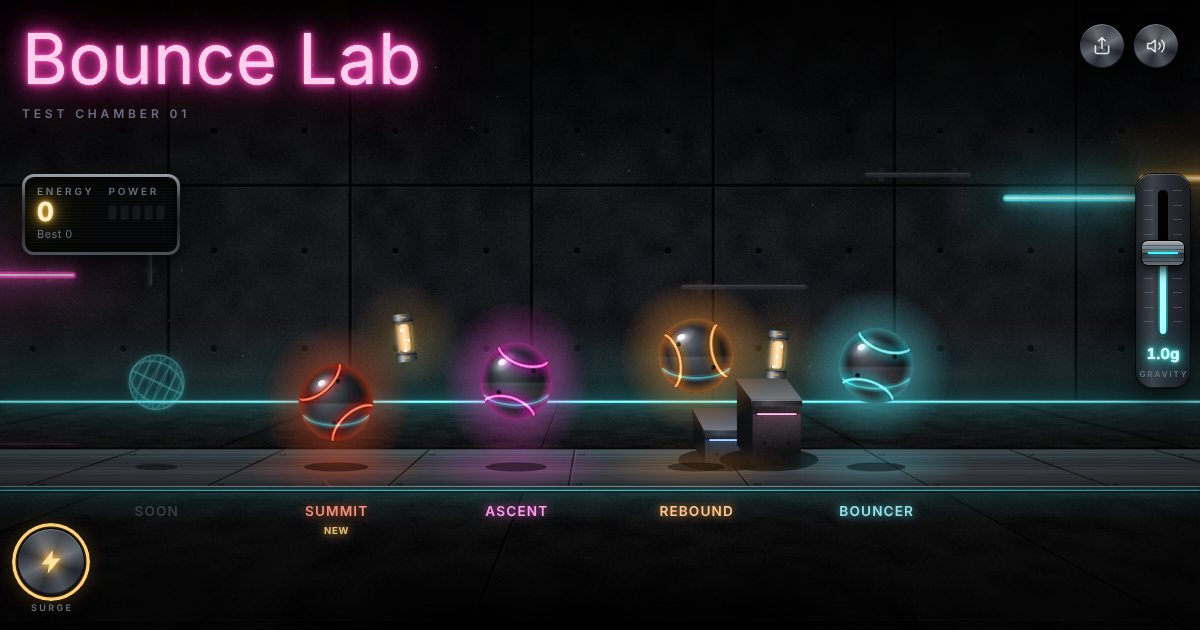 Bounce Lab
TEST CHAMBER 01
ENERGY POWER
0
Best 0
1.0g
GRAVITY
SOON
SUMMIT
NEW
ASCENT
REBOUND
BOUNCER
SURGE